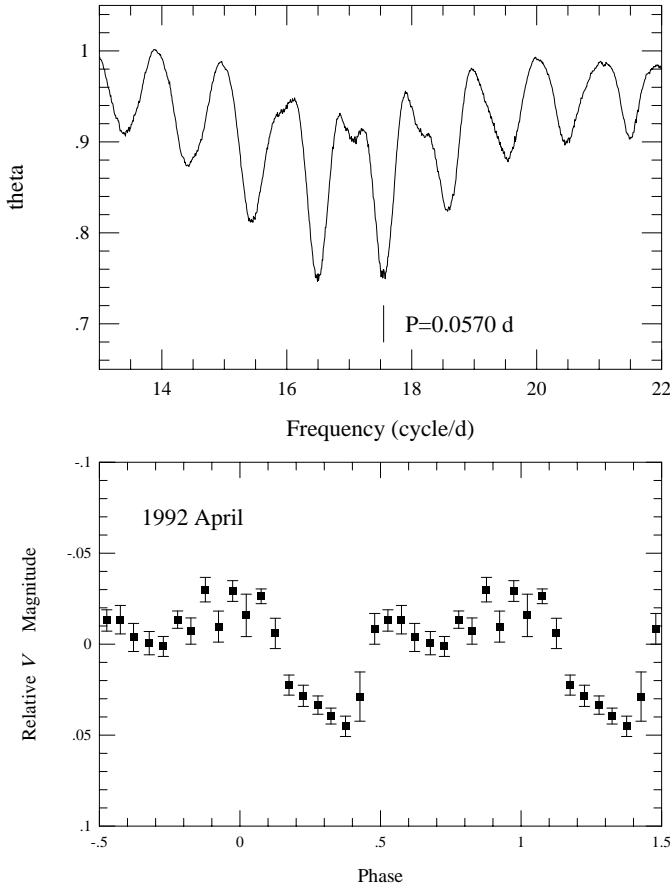 1
.9
theta
.8
.7
P=0.0570 d
14 16 18 20 22
Frequency (cycle/d)
-.1
1992 April
-.05
Relative V Magnitude
0
.05
.1
-.5 0 .5 1 1.5
Phase